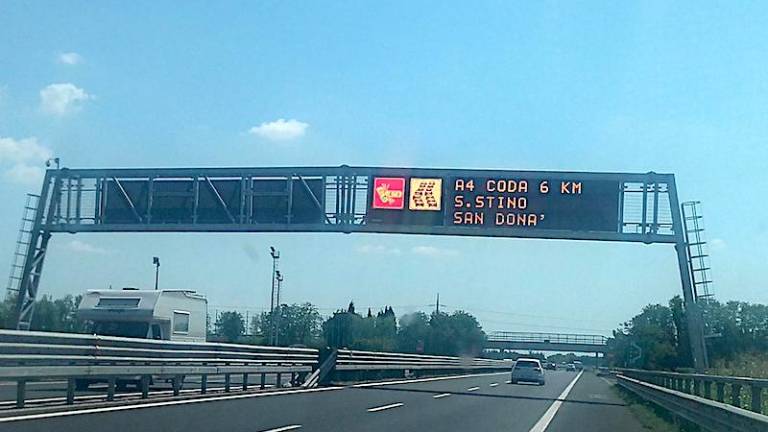 A4 CODA 6 KM
S.STINO
SAN DONA'